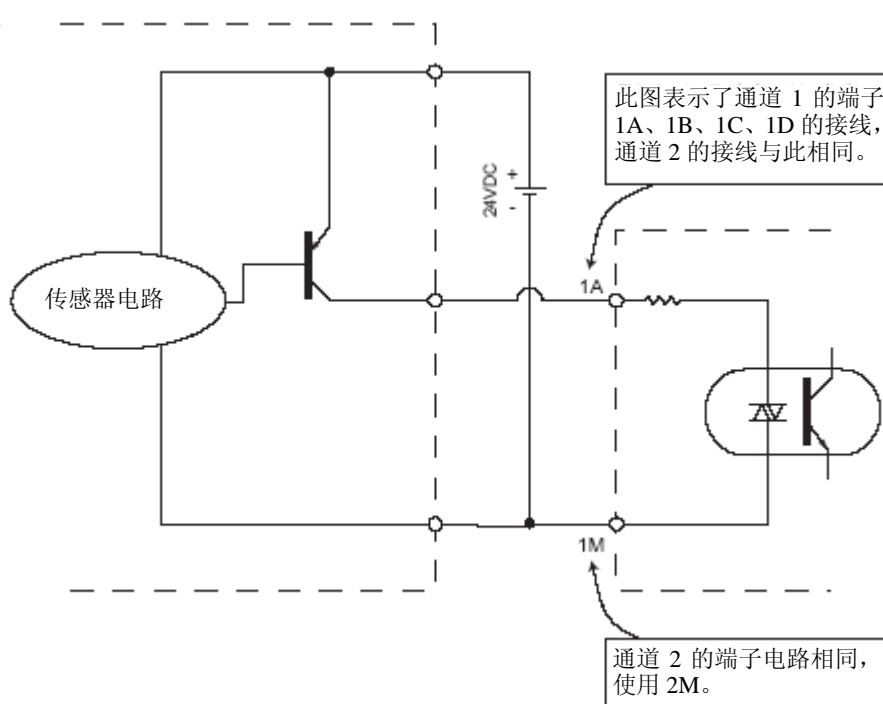 此图表示了通道 1 的端子
1A、1B、1C、1D 的接线，
通道 2 的接线与此相同。
24VDC
+
-
1A
传感器电路
1M
通道 2 的端子电路相同，
使用 2M。